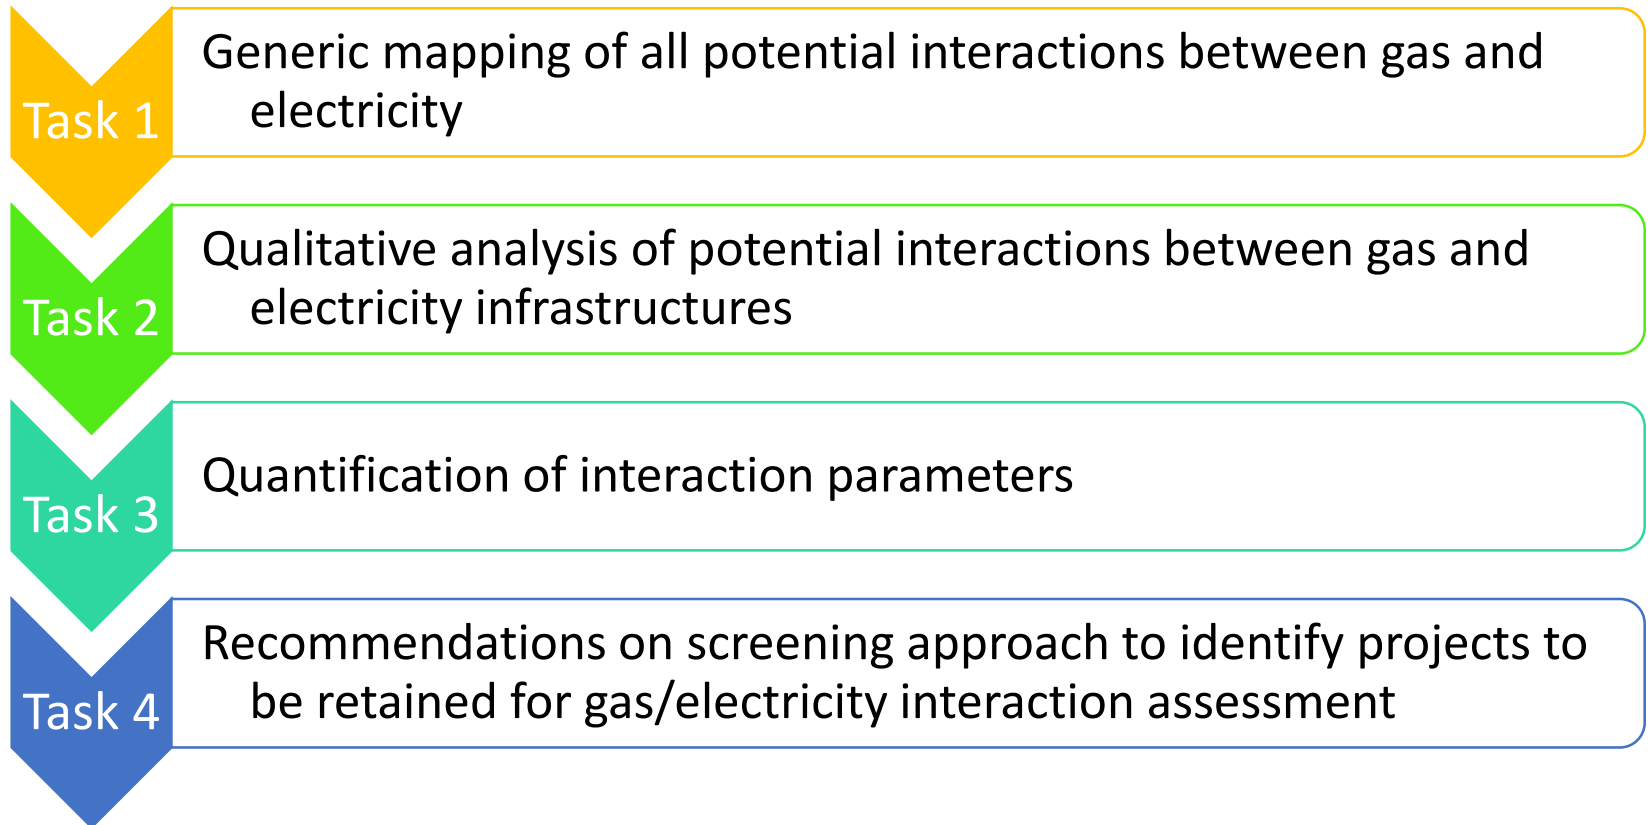 Task 1
Generic mapping of all potential interactions between gas and
electricity
Task 2
Qualitative analysis of potential interactions between gas and
electricity infrastructures
Task 3
Quantification of interaction parameters
Task 4
Recommendations on screening approach to identify projects to
be retained for gas/electricity interaction assessment